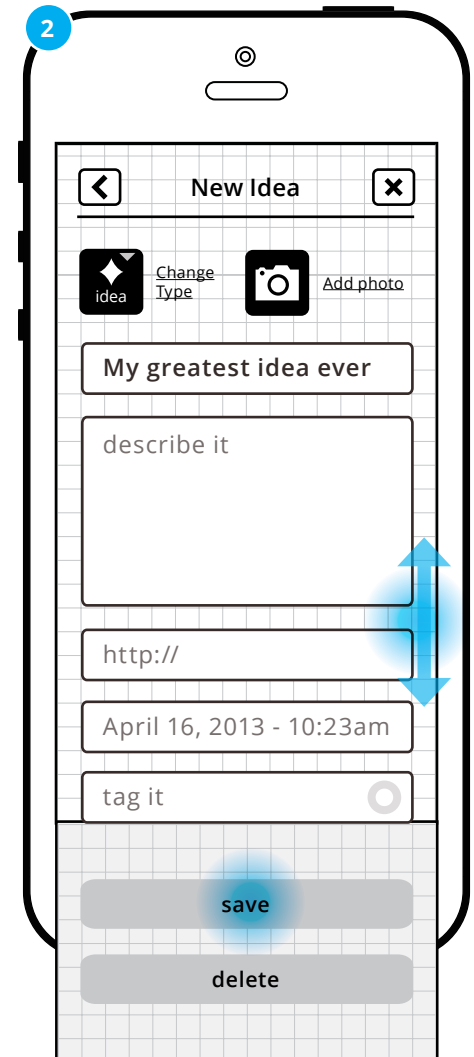 2
New Idea
idea
Change
Type
Add photo
My greatest idea ever
describe it
http://
April 16, 2013 - 10:23am
tag it
save
delete